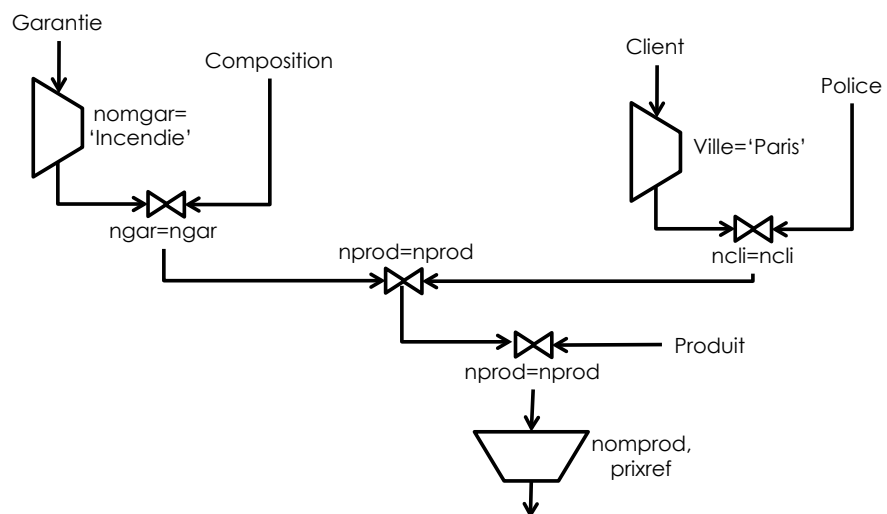 Garantie
Composition
Client
Police
nomgar=
‘Incendie’
Ville=‘Paris’
ngar=ngar
ncli=ncli
nprod=nprod
Produit
nprod=nprod
nomprod,
prixref